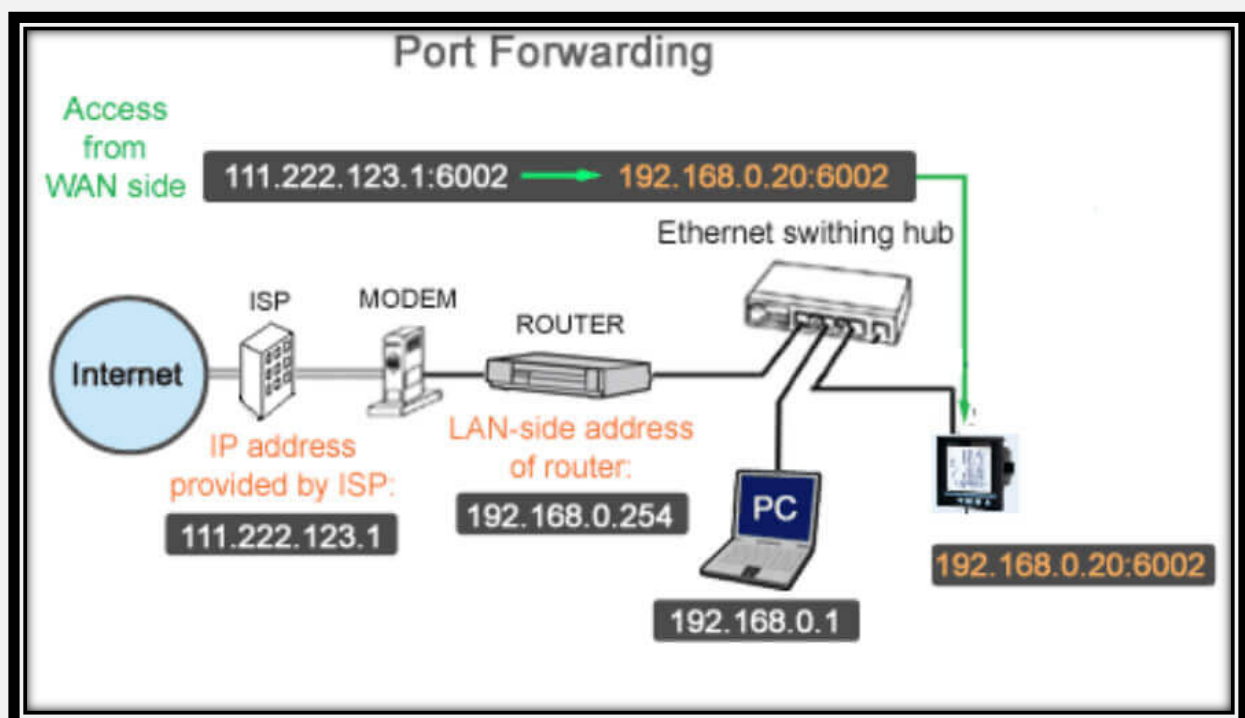 Port Forwarding
Access
from
WAN side
111.222.123.1:6002
192.168.0.20:6002
Ethernet swithing hub
ISP
MODEM
ROUTER
Internet
IP address
provided by ISP:
111.222.123.1
LAN-side address
of router:
192.168.0.254
PC
192.168.0.1
192.168.0.20:6002